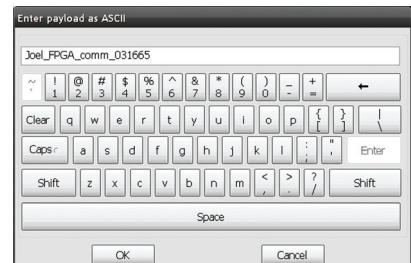 Enter payload as ASCII
Joel_FPGA_comm_031665
~ ! @ # $ % ^ & * ( ) _ +
` 1 2 3 4 5 6 7 8 9 0 - = ←
Clear q w e r t y u i o p { } |
[ ] \
Caps a s d f g h j k l : " Enter
; '
Shift z x c v b n m < > ? Shift
, . /
Space
OK Cancel